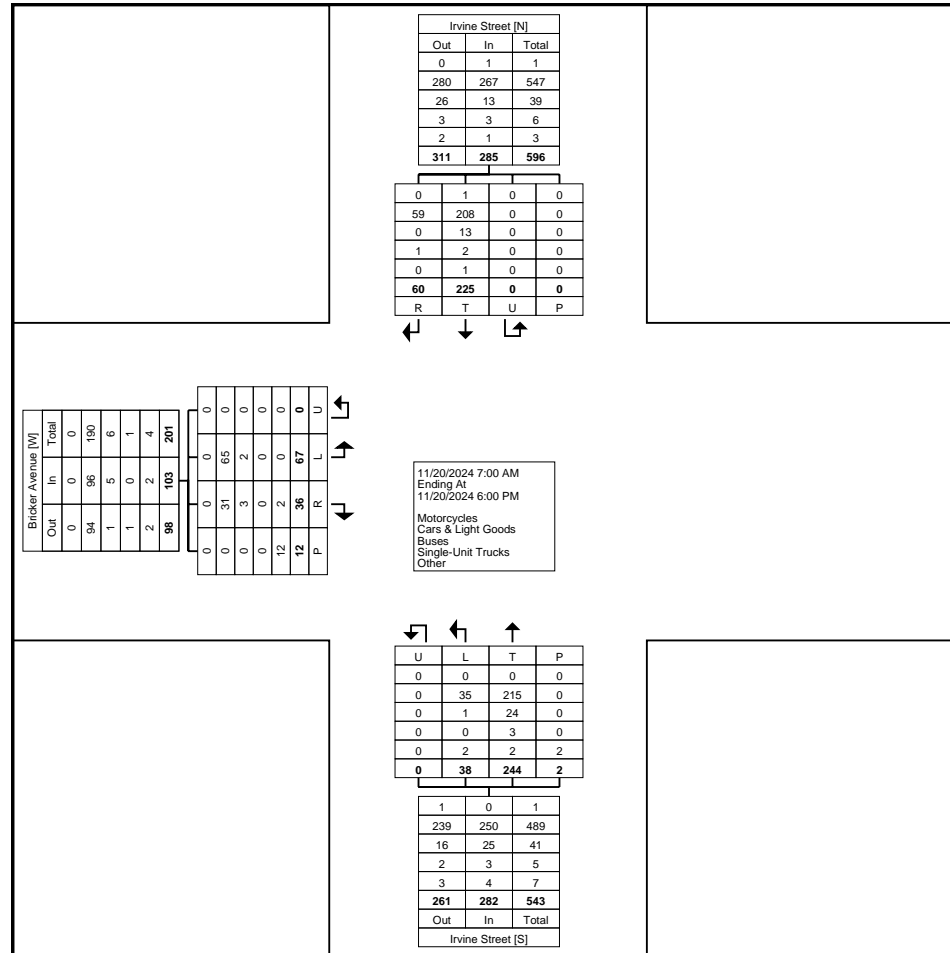 Irvine Street [N]
Out In Total
0 1 1
280 267 547
26 13 39
3 3 6
2 1 3
311 285 596
0 1 0 0
59 208 0 0
0 13 0 0
1 2 0 0
0 1 0 0
60 225 0 0
R T U P
Bricker Avenue [W]
Out In Total
0 0 0
94 96 190
1 5 6
1 0 1
2 2 4
98 103 201
0 0 0 0
0 31 65 0
0 3 2 0
0 0 0 0
12 2 0 0
12 36 67 0
P R L U
11/20/2024 7:00 AM
Ending At
11/20/2024 6:00 PM
Motorcycles
Cars & Light Goods
Buses
Single-Unit Trucks
Other
U L T P
0 0 0 0
0 35 215 0
0 1 24 0
0 0 3 0
0 2 2 2
0 38 244 2
1 0 1
239 250 489
16 25 41
2 3 5
3 4 7
261 282 543
Out In Total
Irvine Street [S]